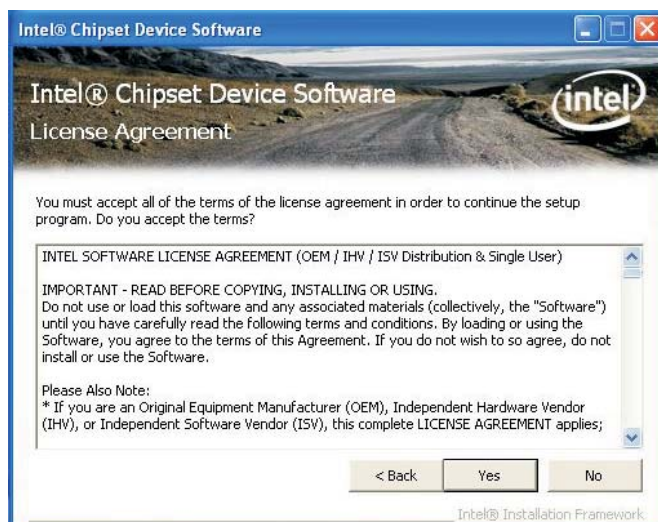 Intel® Chipset Device Software
Intel® Chipset Device Software
intel
License Agreement
You must accept all of the terms of the license agreement in order to continue the setup
program. Do you accept the terms?
INTEL SOFTWARE LICENSE AGREEMENT (OEM / IHV / ISV Distribution & Single User)
IMPORTANT - READ BEFORE COPYING, INSTALLING OR USING.
Do not use or load this software and any associated materials (collectively, the "Software")
until you have carefully read the following terms and conditions. By loading or using the
Software, you agree to the terms of this Agreement. If you do not wish to so agree, do not
install or use the Software.
Please Also Note:
* If you are an Original Equipment Manufacturer (OEM), Independent Hardware Vendor
(IHV), or Independent Software Vendor (ISV), this complete LICENSE AGREEMENT applies;
< Back Yes No
Intel® Installation Framework